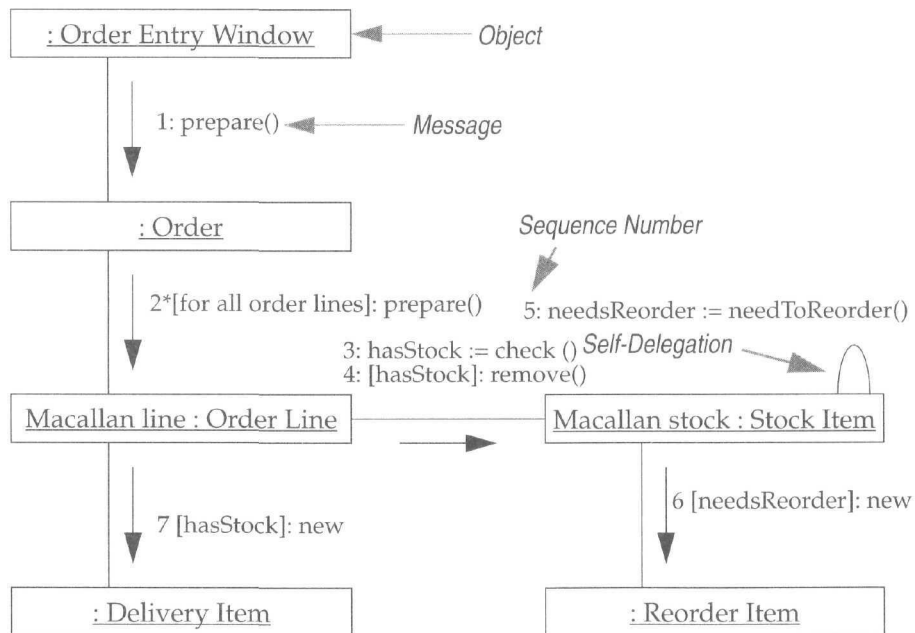 : Order Entry Window
Object
1: prepare()
Message
: Order
Sequence Number
2*[for all order lines]: prepare()
5: needsReorder := needToReorder()
3: hasStock := check ()
Self-Delegation
4: [hasStock]: remove()
Macallan line : Order Line
Macallan stock : Stock Item
7 [hasStock]: new
6 [needsReorder]: new
: Delivery Item
: Reorder Item